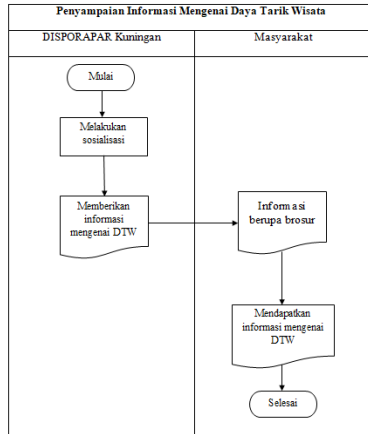 Penyampaian Informasi Mengenai Daya Tarik Wisata
DISPORAPAR Kuningan
Masyarakat
Mulai
Melakukan
sosialisasi
Memberikan
informasi
mengenai DTW
Informasi
berupa brosur
Mendapatkan
informasi mengenai
DTW
Selesai